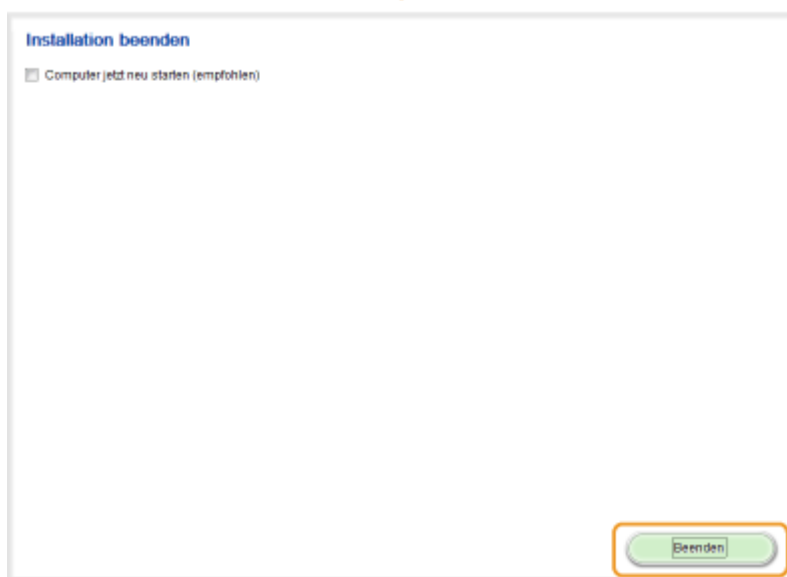 Installation beenden
Computer jetzt neu starten (empfohlen)
Beenden